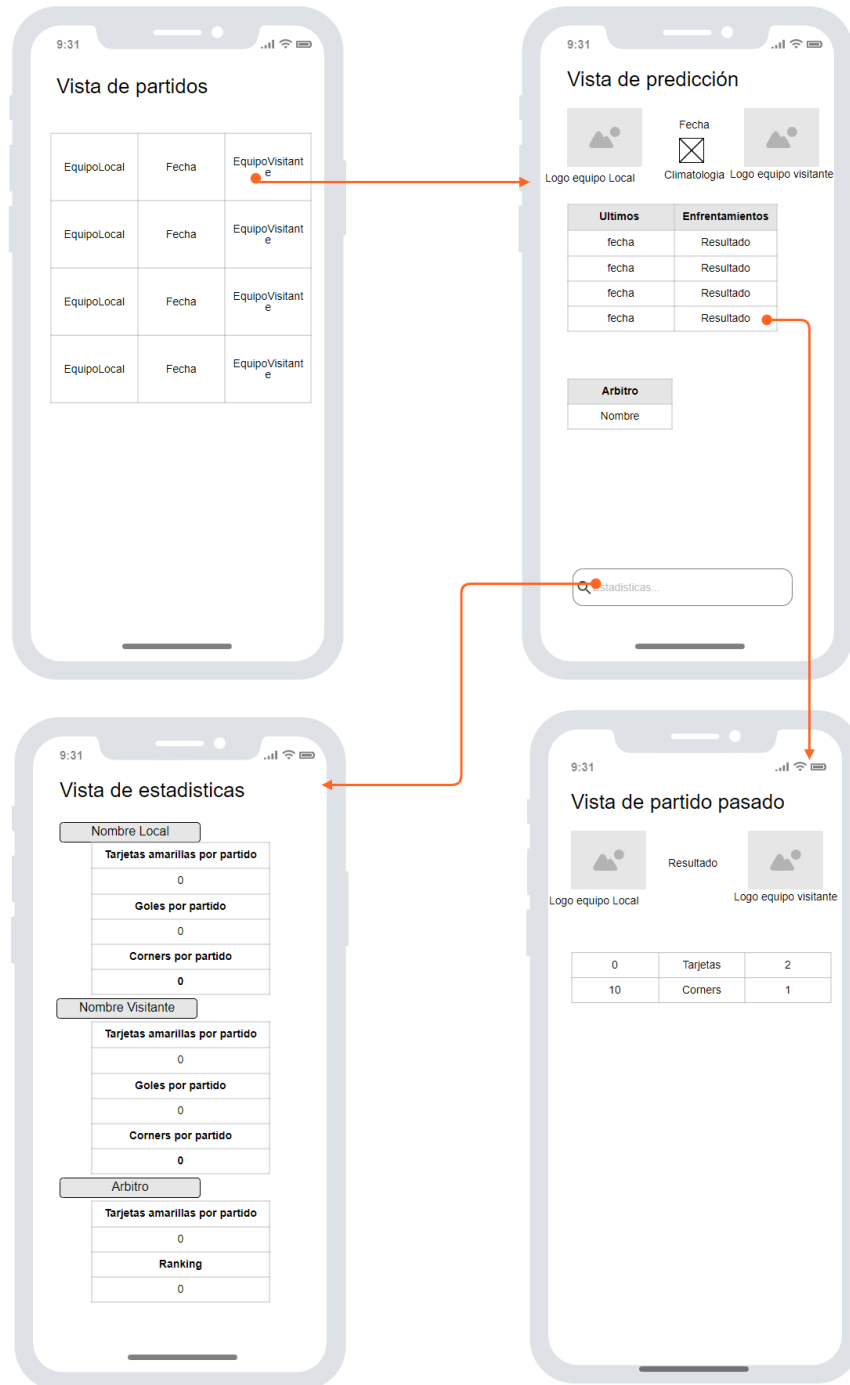 9:31
Vista de partidos
EquipoLocal Fecha EquipoVisitant
e
EquipoLocal Fecha EquipoVisitant
e
EquipoLocal Fecha EquipoVisitant
e
EquipoLocal Fecha EquipoVisitant
e
9:31
Vista de predicción
Fecha
Logo equipo Local Climatologia Logo equipo visitante
Ultimos Enfrentamientos
fecha Resultado
fecha Resultado
fecha Resultado
fecha Resultado
Arbitro
Nombre
Estadisticas...
9:31
Vista de estadisticas
Nombre Local
Tarjetas amarillas por partido
0
Goles por partido
0
Corners por partido
0
Nombre Visitante
Tarjetas amarillas por partido
0
Goles por partido
0
Corners por partido
0
Arbitro
Tarjetas amarillas por partido
0
Ranking
0
9:31
Vista de partido pasado
Resultado
Logo equipo Local Logo equipo visitante
0 Tarjetas 2
10 Corners 1